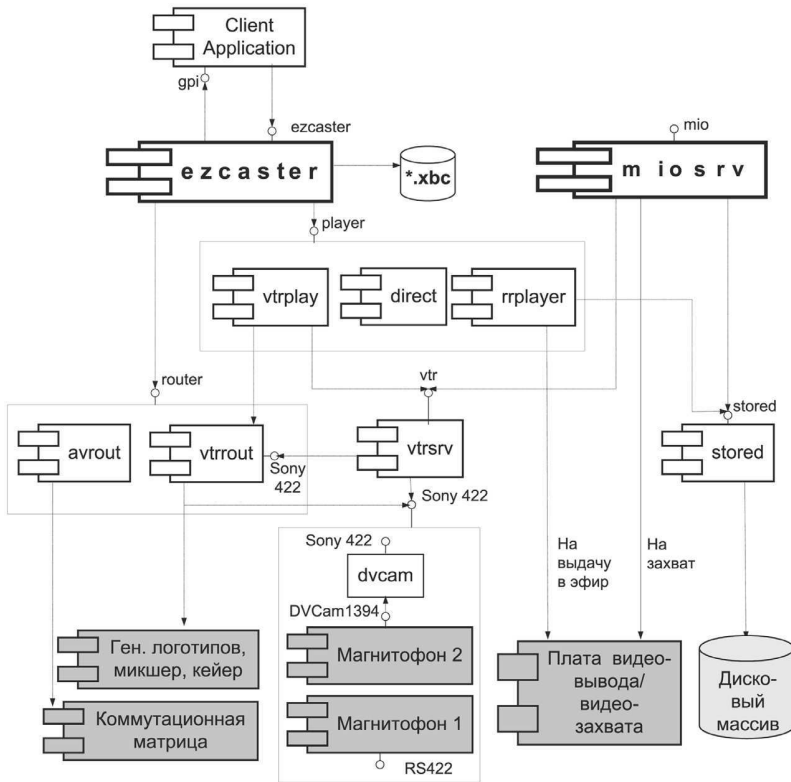 Client
Application
gpi
ezcaster
mio
ezcaster
*.xbc
miosrv
player
vtrplay
direct
rrplayer
router
vtr
stored
avrout
vtrrout
vtrsrv
stored
Sony
422
Sony 422
Sony 422
На
выдачу
в эфир
На
захват
dvcam
DVCam1394
Ген. логотипов,
микшер, кейер
Магнитофон 2
Плата видео-
вывода/
видео-
захвата
Диско-
вый
массив
Коммутационная
матрица
Магнитофон 1
RS422